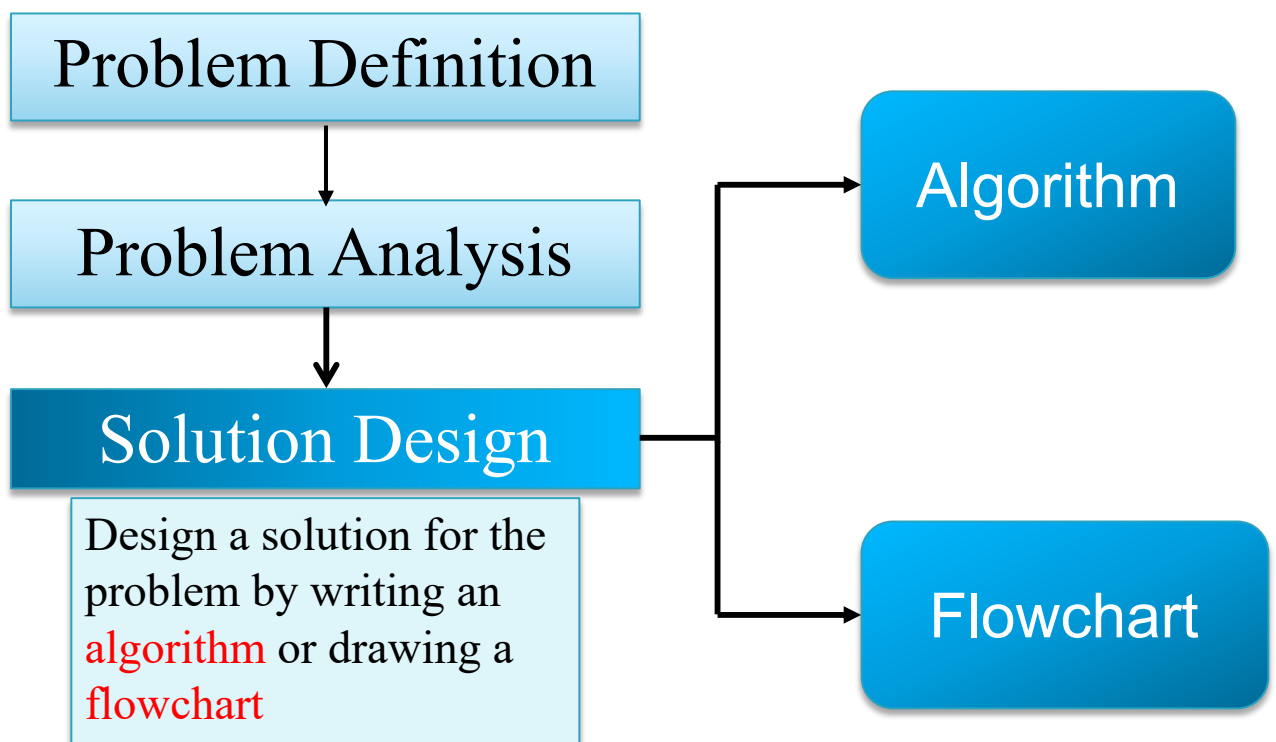 Problem Definition
Problem Analysis
Solution Design
Design a solution for the
problem by writing an
algorithm or drawing a
flowchart
Algorithm
Flowchart